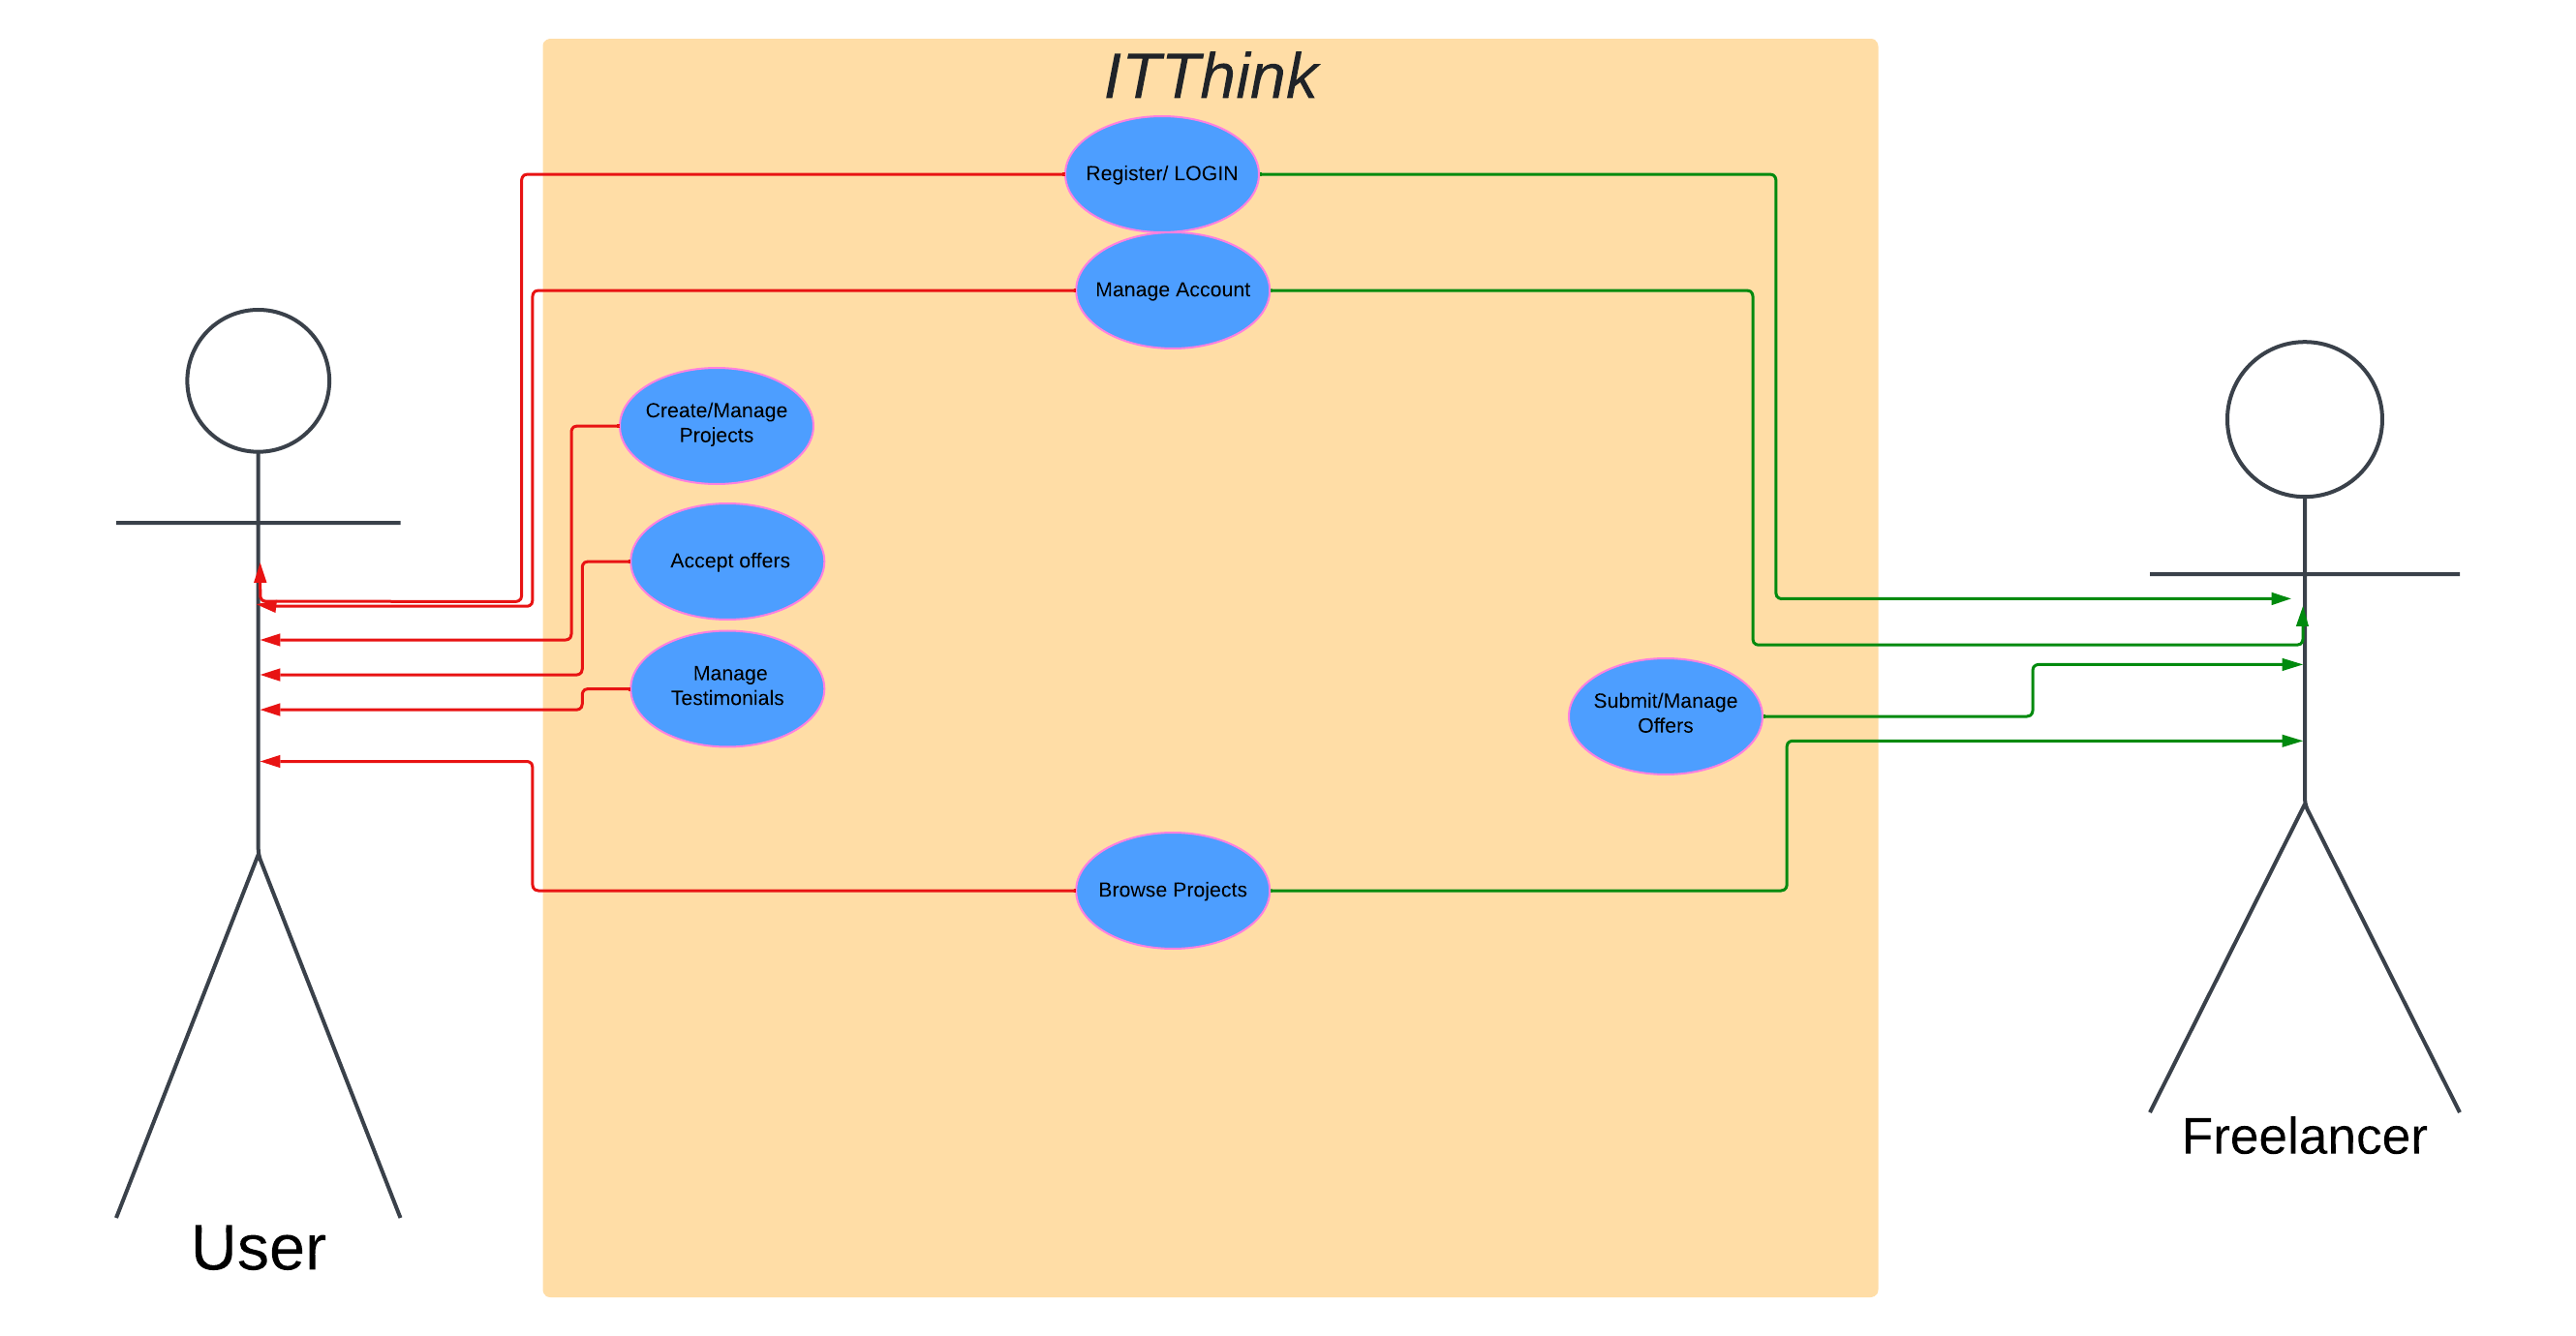 ITThink
Register/ LOGIN
Manage Account
Create/Manage
Projects
Accept offers
Manage
Testimonials
Submit/Manage
Offers
Browse Projects
Freelancer
User